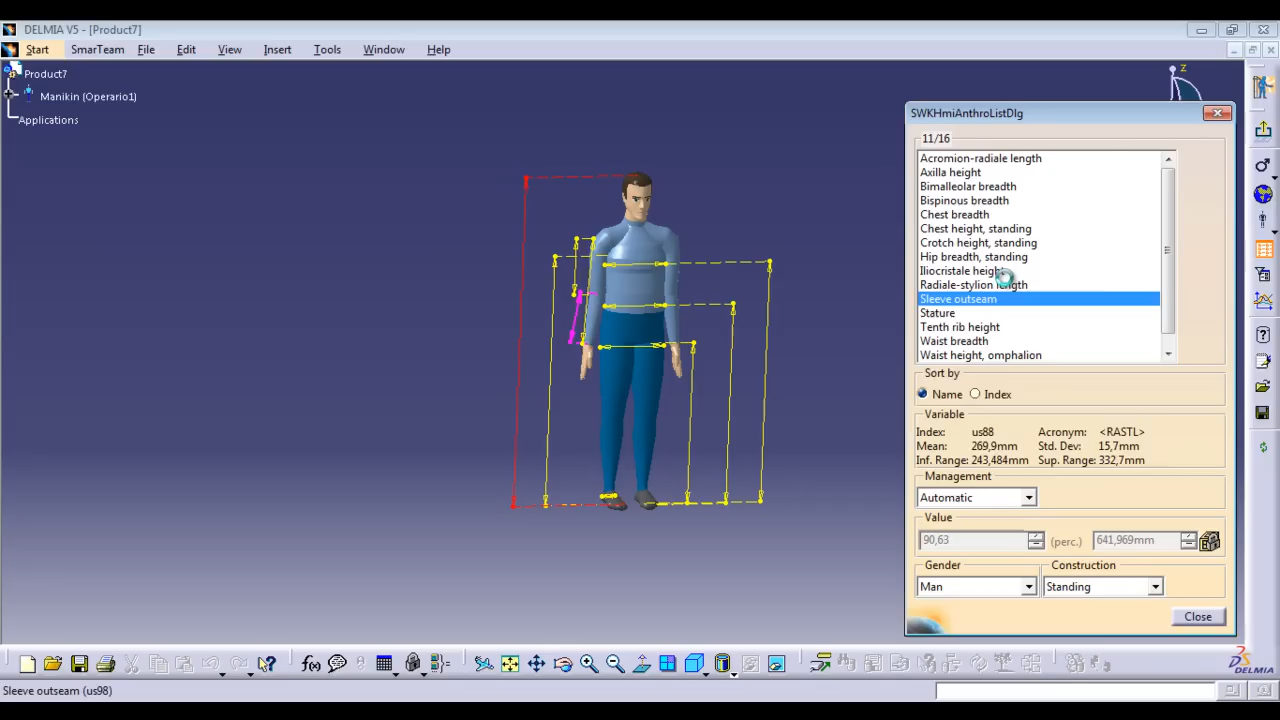 DELMIA V5 - [Product7]
Start SmarTeam File Edit View Insert Tools Window Help
Product7
Manikin (Operario1)
Applications
Z
SWKHmiAnthroListDlg
11/16
Acromion-radiale length
Axilla height
Bimalleolar breadth
Bispinous breadth
Chest breadth
Chest height, standing
Crotch height, standing
Hip breadth, standing
Iliocristale height
Radiale-stylion length
Sleeve outseam
Stature
Tenth rib height
Waist breadth
Waist height, omphalion
Sort by
Name Index
Variable
Index: us88 Acronym: <RASTL>
Mean: 269,9mm Std. Dev: 15,7mm
Inf. Range: 243,484mm Sup. Range: 332,7mm
Management
Automatic
Value
90,63 (perc.) 641,969mm
Gender Construction
Man Standing
Close
f(x)
DELMIA
Sleeve outseam (us98)